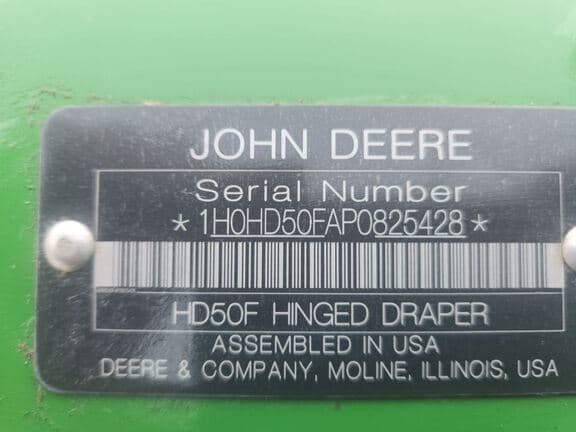 JOHN DEERE
Serial Number
*1H0HD50FAP0825428*
HD50F HINGED DRAPER
ASSEMBLED IN USA
DEERE & COMPANY, MOLINE, ILLINOIS, USA